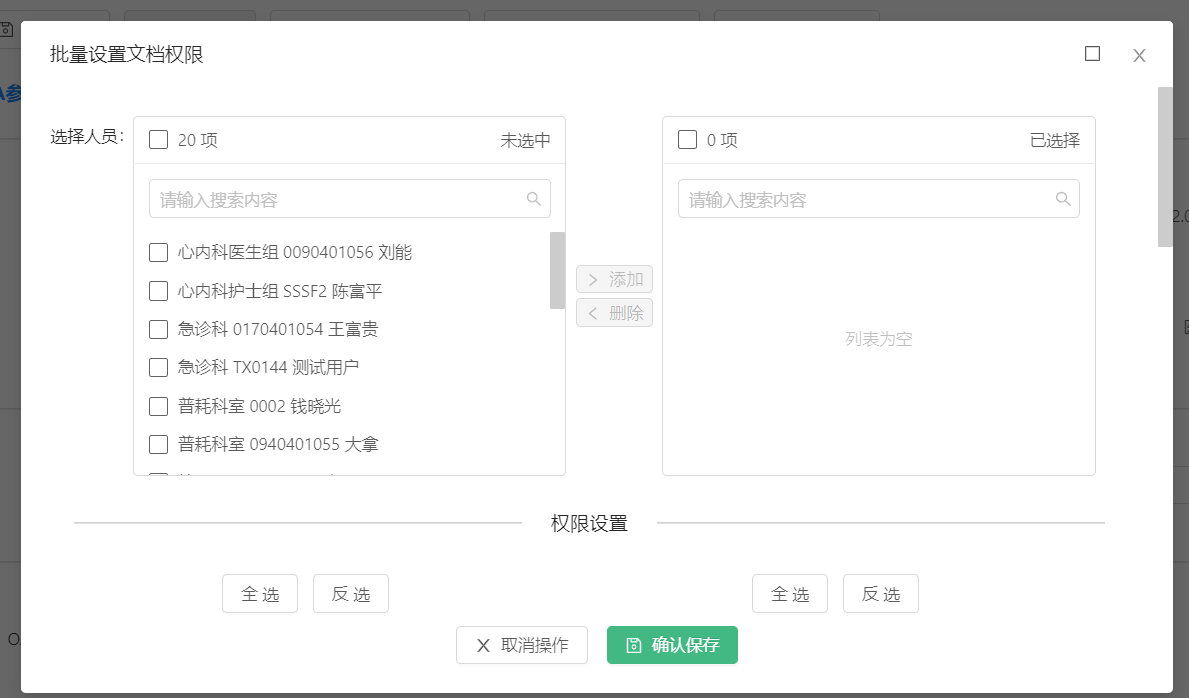 批量设置文档权限
选择人员:
20 项 未选中
请输入搜索内容
心内科医生组 0090401056 刘能
心内科护士组 SSSF2 陈富平
急诊科 0170401054 王富贵
急诊科 TX0144 测试用户
普耗科室 0002 钱晓光
普耗科室 0940401055 大拿
添加
删除
0 项 已选择
请输入搜索内容
列表为空
权限设置
全选 反选 全选 反选
取消操作 确认保存